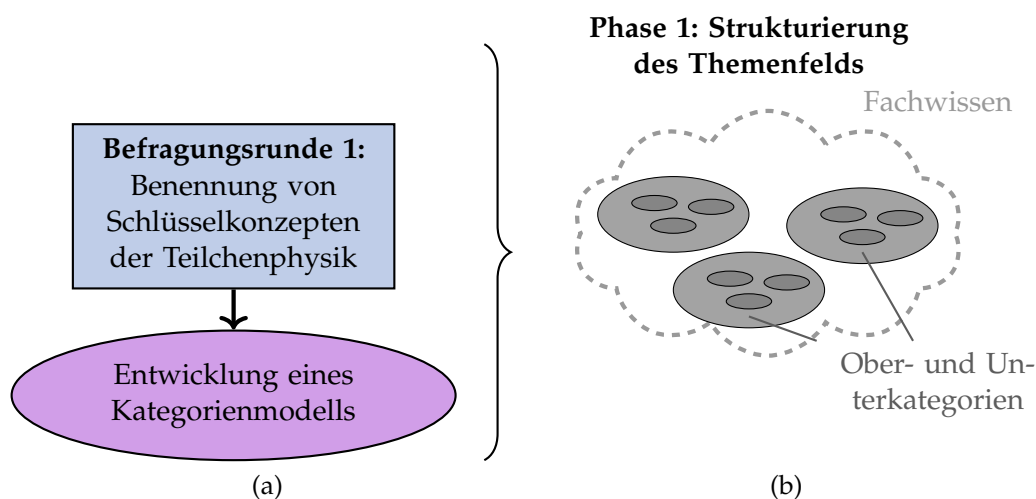 Befragungsrunde 1:
Benennung von
Schlüsselkonzepten
der Teilchenphysik
Entwicklung eines
Kategorienmodells
(a)
Phase 1: Strukturierung
des Themenfelds
Fachwissen
Ober- und Un-
terkategorien
(b)